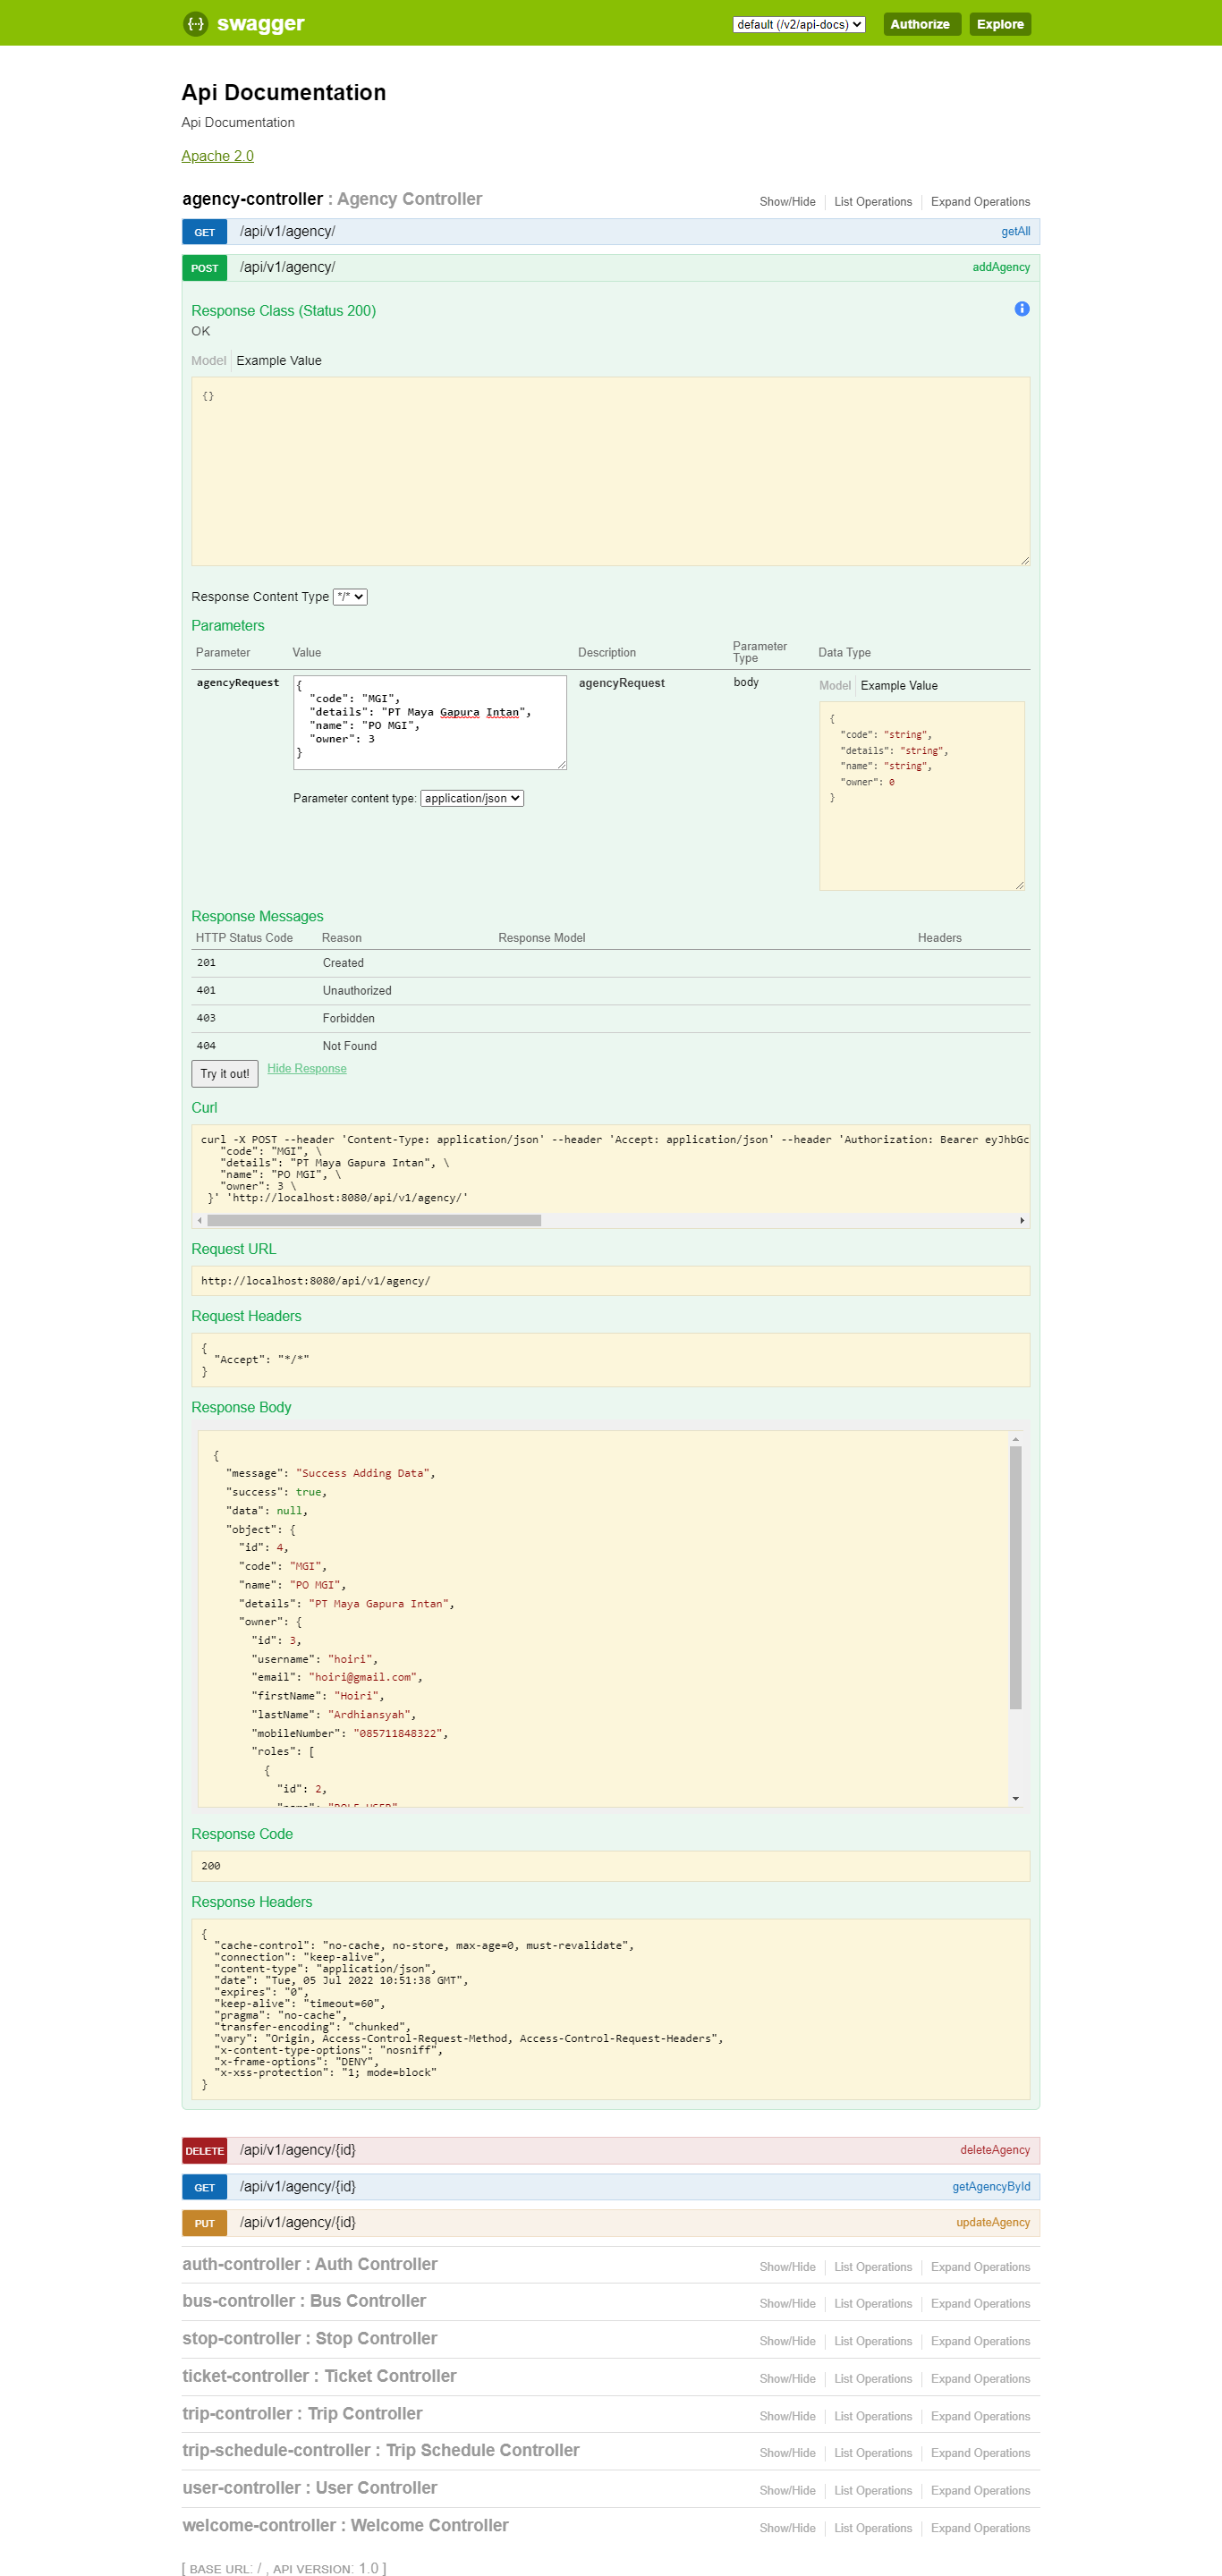 {···} swagger default (/v2/api-docs) Authorize Explore
Api Documentation
Api Documentation
Apache 2.0
agency-controller : Agency Controller Show/Hide List Operations Expand Operations
GET /api/v1/agency/ getAll
POST /api/v1/agency/ addAgency
Response Class (Status 200)
OK
Model Example Value
{}
Response Content Type */*
Parameters
Parameter Value Description Parameter Type Data Type
agencyRequest
{
  "code": "MGI",
  "details": "PT Maya Gapura Intan",
  "name": "PO MGI",
  "owner": 3
}
Parameter content type: application/json
agencyRequest
body
Model Example Value
{
  "code": "string",
  "details": "string",
  "name": "string",
  "owner": 0
}
Response Messages
HTTP Status Code Reason Response Model Headers
201 Created
401 Unauthorized
403 Forbidden
404 Not Found
Try it out! Hide Response
Curl
curl -X POST --header 'Content-Type: application/json' --header 'Accept: application/json' --header 'Authorization: Bearer eyJhbGc
   "code": "MGI", \
   "details": "PT Maya Gapura Intan", \
   "name": "PO MGI", \
   "owner": 3 \
 }' 'http://localhost:8080/api/v1/agency/'
Request URL
http://localhost:8080/api/v1/agency/
Request Headers
{
  "Accept": "*/*"
}
Response Body
{
  "message": "Success Adding Data",
  "success": true,
  "data": null,
  "object": {
    "id": 4,
    "code": "MGI",
    "name": "PO MGI",
    "details": "PT Maya Gapura Intan",
    "owner": {
      "id": 3,
      "username": "hoiri",
      "email": "hoiri@gmail.com",
      "firstName": "Hoiri",
      "lastName": "Ardhiansyah",
      "mobileNumber": "085711848322",
      "roles": [
        {
          "id": 2,
          "name": "ROLE_USER"
Response Code
200
Response Headers
{
  "cache-control": "no-cache, no-store, max-age=0, must-revalidate",
  "connection": "keep-alive",
  "content-type": "application/json",
  "date": "Tue, 05 Jul 2022 10:51:38 GMT",
  "expires": "0",
  "keep-alive": "timeout=60",
  "pragma": "no-cache",
  "transfer-encoding": "chunked",
  "vary": "Origin, Access-Control-Request-Method, Access-Control-Request-Headers",
  "x-content-type-options": "nosniff",
  "x-frame-options": "DENY",
  "x-xss-protection": "1; mode=block"
}
DELETE /api/v1/agency/{id} deleteAgency
GET /api/v1/agency/{id} getAgencyById
PUT /api/v1/agency/{id} updateAgency
auth-controller : Auth Controller Show/Hide List Operations Expand Operations
bus-controller : Bus Controller Show/Hide List Operations Expand Operations
stop-controller : Stop Controller Show/Hide List Operations Expand Operations
ticket-controller : Ticket Controller Show/Hide List Operations Expand Operations
trip-controller : Trip Controller Show/Hide List Operations Expand Operations
trip-schedule-controller : Trip Schedule Controller Show/Hide List Operations Expand Operations
user-controller : User Controller Show/Hide List Operations Expand Operations
welcome-controller : Welcome Controller Show/Hide List Operations Expand Operations
[ BASE URL: / , API VERSION: 1.0 ]